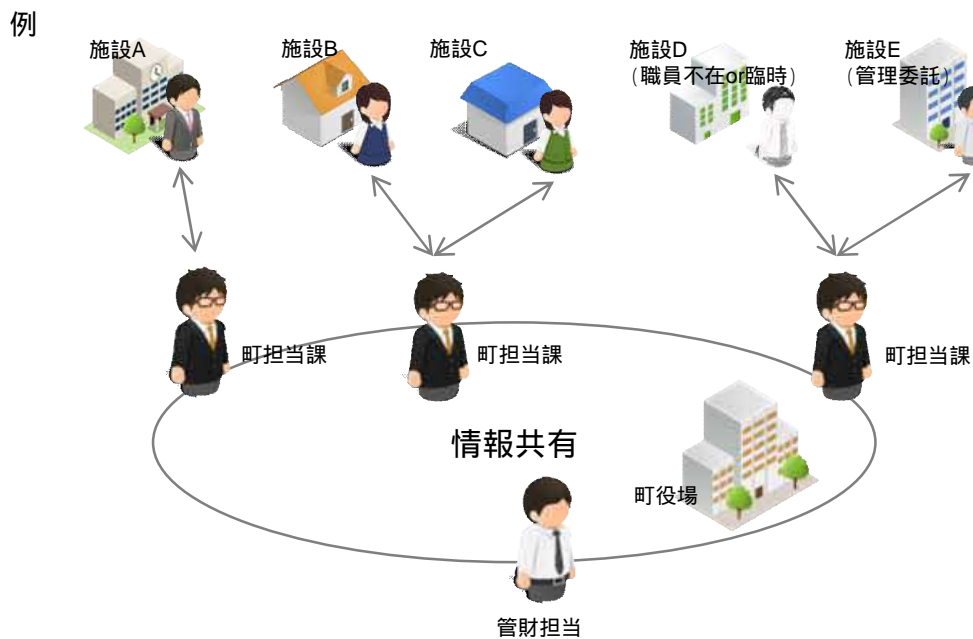 例
施設A
施設B
施設C
施設D
（職員不在or臨時）
施設E
（管理委託）
町担当課
町担当課
町担当課
情報共有
町役場
管財担当